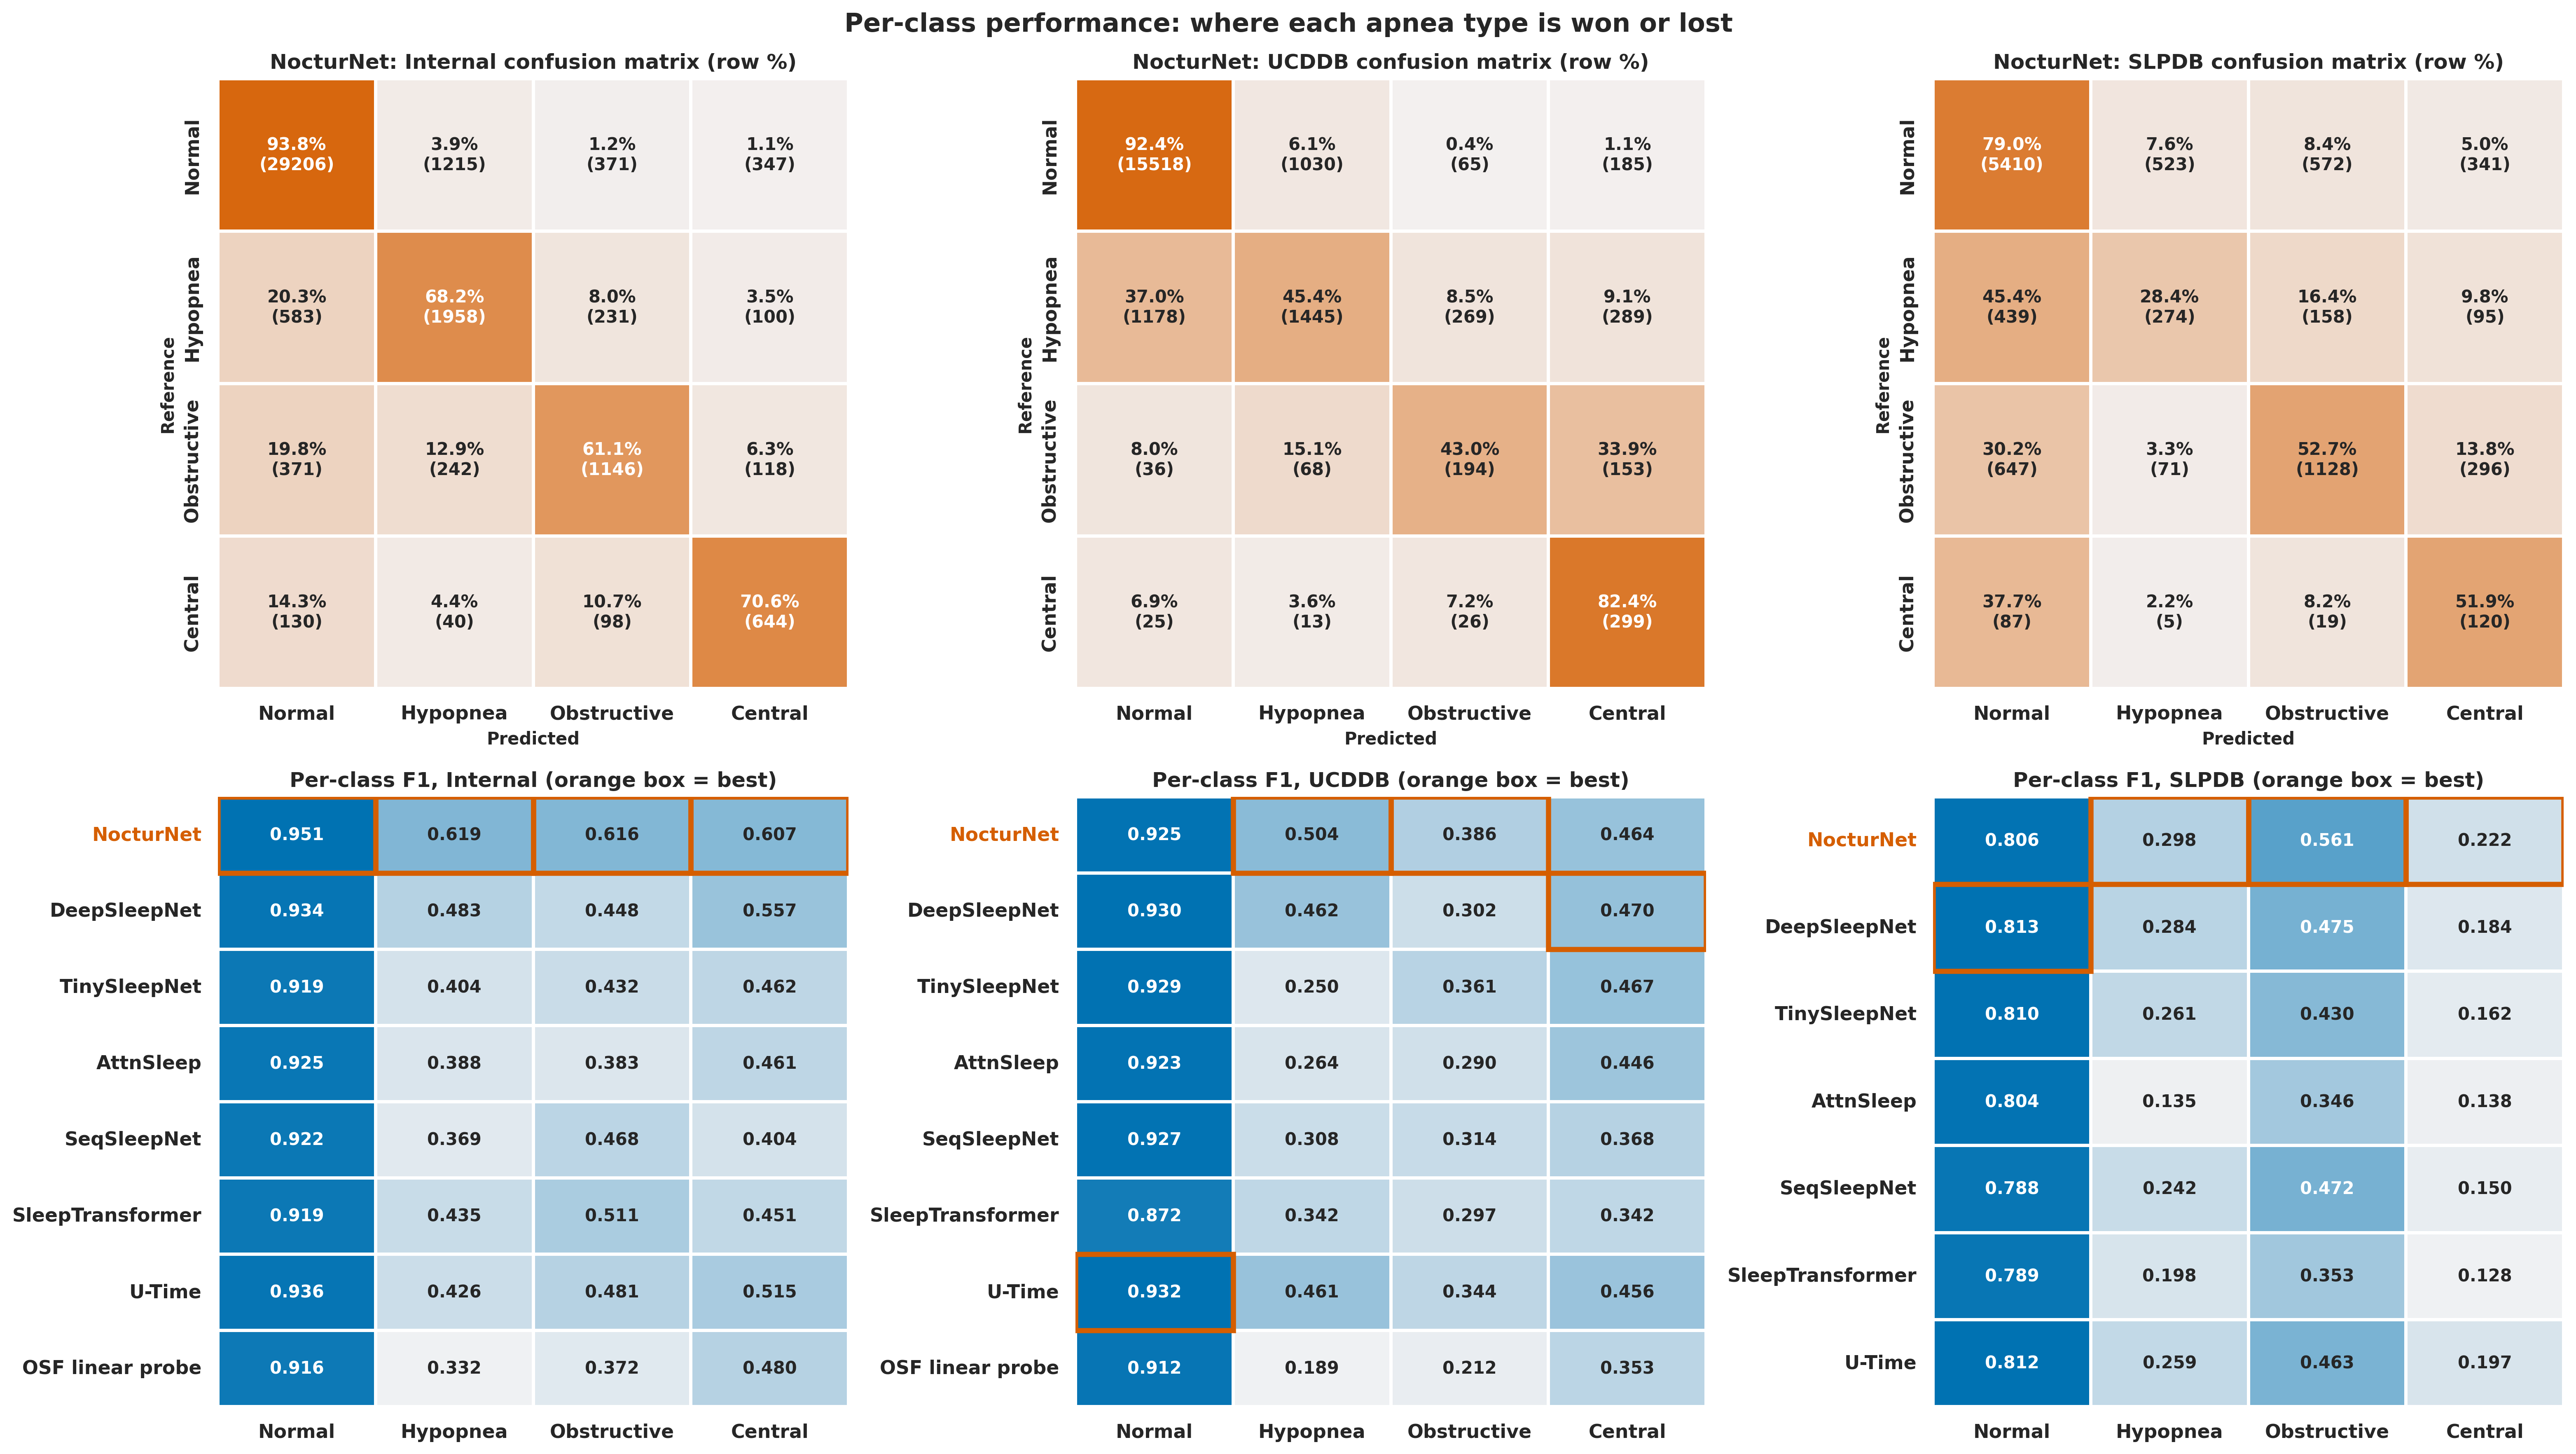 Per-class performance: where each apnea type is won or lost
NocturNet: Internal confusion matrix (row %)
Reference
Normal
93.8% 3.9% 1.2% 1.1%
(29206) (1215) (371) (347)
Hypopnea
20.3% 68.2% 8.0% 3.5%
(583) (1958) (231) (100)
Obstructive
19.8% 12.9% 61.1% 6.3%
(371) (242) (1146) (118)
Central
14.3% 4.4% 10.7% 70.6%
(130) (40) (98) (644)
Normal Hypopnea Obstructive Central
Predicted
NocturNet: UCDDB confusion matrix (row %)
Reference
Normal
92.4% 6.1% 0.4% 1.1%
(15518) (1030) (65) (185)
Hypopnea
37.0% 45.4% 8.5% 9.1%
(1178) (1445) (269) (289)
Obstructive
8.0% 15.1% 43.0% 33.9%
(36) (68) (194) (153)
Central
6.9% 3.6% 7.2% 82.4%
(25) (13) (26) (299)
Normal Hypopnea Obstructive Central
Predicted
NocturNet: SLPDB confusion matrix (row %)
Reference
Normal
79.0% 7.6% 8.4% 5.0%
(5410) (523) (572) (341)
Hypopnea
45.4% 28.4% 16.4% 9.8%
(439) (274) (158) (95)
Obstructive
30.2% 3.3% 52.7% 13.8%
(647) (71) (1128) (296)
Central
37.7% 2.2% 8.2% 51.9%
(87) (5) (19) (120)
Normal Hypopnea Obstructive Central
Predicted
Per-class F1, Internal (orange box = best)
NocturNet 0.951 0.619 0.616 0.607
DeepSleepNet 0.934 0.483 0.448 0.557
TinySleepNet 0.919 0.404 0.432 0.462
AttnSleep 0.925 0.388 0.383 0.461
SeqSleepNet 0.922 0.369 0.468 0.404
SleepTransformer 0.919 0.435 0.511 0.451
U-Time 0.936 0.426 0.481 0.515
OSF linear probe 0.916 0.332 0.372 0.480
Normal Hypopnea Obstructive Central
Per-class F1, UCDDB (orange box = best)
NocturNet 0.925 0.504 0.386 0.464
DeepSleepNet 0.930 0.462 0.302 0.470
TinySleepNet 0.929 0.250 0.361 0.467
AttnSleep 0.923 0.264 0.290 0.446
SeqSleepNet 0.927 0.308 0.314 0.368
SleepTransformer 0.872 0.342 0.297 0.342
U-Time 0.932 0.461 0.344 0.456
OSF linear probe 0.912 0.189 0.212 0.353
Normal Hypopnea Obstructive Central
Per-class F1, SLPDB (orange box = best)
NocturNet 0.806 0.298 0.561 0.222
DeepSleepNet 0.813 0.284 0.475 0.184
TinySleepNet 0.810 0.261 0.430 0.162
AttnSleep 0.804 0.135 0.346 0.138
SeqSleepNet 0.788 0.242 0.472 0.150
SleepTransformer 0.789 0.198 0.353 0.128
U-Time 0.812 0.259 0.463 0.197
Normal Hypopnea Obstructive Central